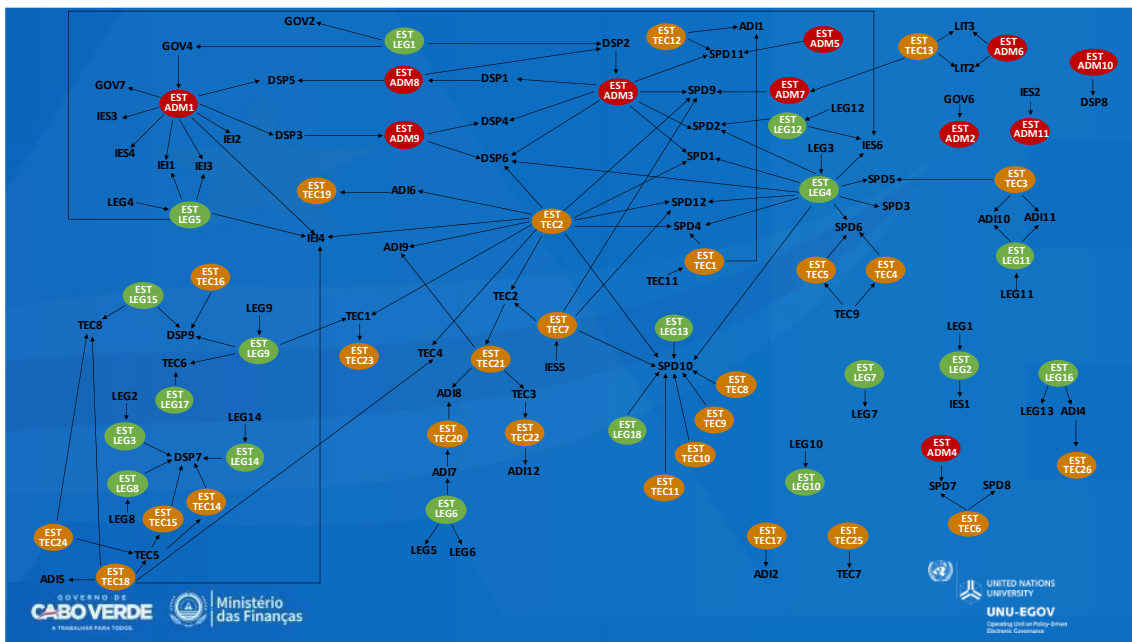 GOV2
EST
LEG1
GOV4
DSP2
EST
TEC12
ADI1
SPD11
EST
ADM5
EST
TEC13
LIT3
EST
ADM6
LIT2
EST
ADM10
DSP8
GOV7
EST
ADM1
DSP5
EST
ADM8
DSP1
EST
ADM3
SPD9
EST
ADM7
IES3
IES4
IEI1
IEI3
IEI2
DSP3
EST
ADM9
DSP4
DSP6
SPD2
LEG12
EST
LEG12
IES6
GOV6
EST
ADM2
IES2
EST
ADM11
LEG3
SPD1
EST
LEG4
SPD5
SPD3
EST
TEC3
ADI10
ADI11
EST
LEG11
LEG11
LEG4
EST
LEG5
EST
TEC19
ADI6
IEI4
EST
TEC2
SPD12
SPD4
SPD6
EST
TEC5
EST
TEC4
TEC9
ADI9
TEC11
EST
TEC1
EST
TEC16
EST
LEG15
TEC8
DSP9
LEG9
EST
LEG9
TEC1
EST
TEC23
TEC2
EST
TEC7
IES5
TEC4
EST
TEC21
EST
LEG13
SPD10
EST
TEC8
EST
TEC9
EST
TEC10
EST
TEC11
EST
LEG18
TEC6
EST
LEG17
ADI8
TEC3
EST
TEC20
EST
TEC22
ADI12
ADI7
EST
LEG6
LEG5
LEG6
LEG2
EST
LEG3
LEG14
EST
LEG14
DSP7
EST
LEG8
LEG8
EST
TEC15
EST
TEC14
EST
TEC24
TEC5
ADI5
EST
TEC18
EST
LEG7
LEG7
LEG1
EST
LEG2
IES1
EST
LEG16
LEG13
ADI4
EST
TEC26
LEG10
EST
LEG10
EST
ADM4
SPD7
SPD8
EST
TEC6
EST
TEC17
ADI2
EST
TEC25
TEC7
GOVERNO DE
CABO VERDE
A TRABALHAR PARA TODOS.
Ministério
das Finanças
UNITED NATIONS
UNIVERSITY
UNU-EGOV
Operating Unit on Policy-Driven
Electronic Governance